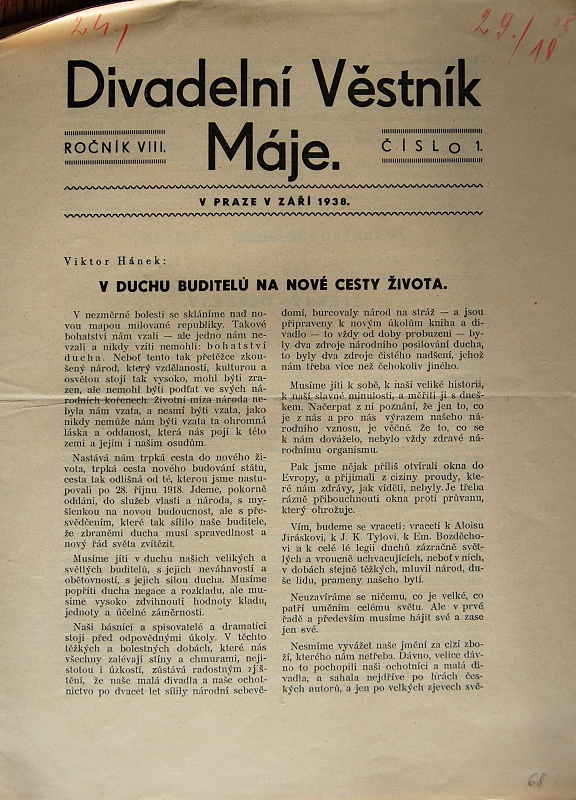 24./
29./10 38
Divadelní Věstník
ROČNÍK VIII.
Máje.
ČÍSLO 1.
V PRAZE V ZÁŘÍ 1938.
Viktor Hánek:
V DUCHU BUDITELŮ NA NOVÉ CESTY ŽIVOTA.
V nezměrné bolesti se skláníme nad no-
vou mapou milované republiky. Takové
bohatství nám vzali — ale jedno nám ne-
vzali a nikdy vzíti nemohli: bohatství
ducha. Neboť tento tak přetěžce zkou-
šený národ, který vzdělaností, kulturou a
osvětou stojí tak vysoko, mohl býti zra-
zen, ale nemohl býti podťat ve svých ná-
rodních kořenech. Životní míza národa ne-
byla nám vzata, a nesmí býti vzata, jako
nikdy nemůže nám býti vzata ta ohromná
láska a oddanost, která nás pojí k této
zemi a jejím i našim osudům.
Nastává nám trpká cesta do nového ži-
vota, trpká cesta nového budování státu,
cesta tak odlišná od té, kterou jsme nastu-
povali po 28. říjnu 1918. Jdeme, pokorně
oddáni, do služeb vlasti a národa, s my-
šlenkou na novou budoucnost, ale s pře-
svědčením, které tak sílilo naše buditele,
že zbraněmi ducha musí spravedlnost a
nový řád světa zvítězit.
Musíme jíti v duchu našich velikých a
světlých buditelů, s jejich neváhavostí a
obětovností, s jejich silou ducha. Musíme
popříti ducha negace a rozkladu, ale mu-
síme vysoko zdvihnouti hodnoty kladu,
jednoty a účelné záměrnosti.
Naši básníci a spisovatelé a dramatici
stojí před odpovědnými úkoly. V těchto
těžkých a bolestných dobách, které nás
všechny zalévají stíny a chmurami, neji-
stotou i úzkostí, zůstává radostným zjiš-
tění, že naše malá divadla a naše ochot-
nictvo po dvacet let sílily národní sebevě-
domí, burcovaly národ na stráž — a jsou
připraveny k novým úkolům kniha a di-
vadlo — to vždy od doby probuzení — by-
ly dva zdroje národního posilování ducha,
to byly dva zdroje čistého nadšení, jehož
nám třeba více než čehokoliv jiného.
Musíme jíti k sobě, k naší veliké historii,
k naší slavné minulosti, a měřiti ji s dneš-
kem. Načerpat z ní poznání, že jen to, co
je z nás a pro nás výrazem našeho národ-
ního vznosu, je věčné. Že to, co se
k nám dováželo, nebylo vždy zdravé ná-
rodnímu organismu.
Pak jsme nějak příliš otvírali okna do
Evropy, a přijímali z ciziny proudy, kte-
ré nám zdrávy, jak viděti, nebyly. Je třeba
rázně přibouchnouti okna proti průvanu,
který ohrožuje.
Vím, budeme se vraceti: vraceti k Aloisu
Jiráskovi, k J. K. Tylovi, k Em. Bozděcho-
vi a k celé té legii duchů zázračně svět-
lých a vroucně uchvacujících, neboť v nich,
v dobách stejně těžkých, mluvil národ, du-
še lidu, prameny našeho bytí.
Neuzavíráme se ničemu, co je velké, co
patří uměním celému světu. Ale v prvé
řadě a především musíme hájit své a zase
jen své.
Nesmíme vyvážet naše jmění za cizí zbo-
ží, kterého nám netřeba. Dávno, velice dáv-
no to pochopili naši ochotníci a malá di-
vadla, a sahala nejdříve po hrách čes-
kých autorů, a jen po velkých zjevech svě-
68